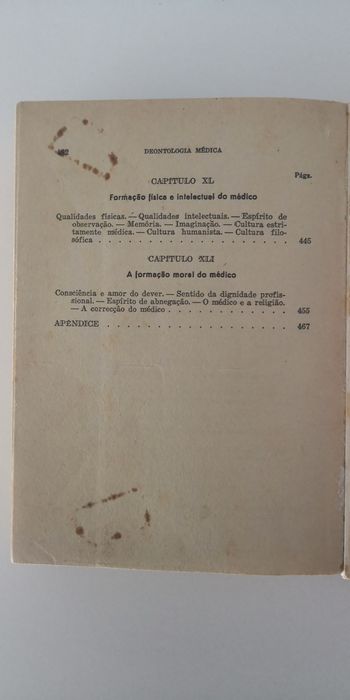 DEONTOLOGIA MÉDICA
Págs.
CAPITULO XL
Formação física e intelectual do médico
Qualidades físicas. — Qualidades intelectuais. — Espírito de
observação. — Memória. — Imaginação. — Cultura estri-
tamente médica. — Cultura humanista. — Cultura filo-
sófica . . . . . . . . . . . . . . . . . . . 445
CAPITULO XLI
A formação moral do médico
Consciência e amor do dever. — Sentido da dignidade profis-
sional. — Espírito de abnegação. — O médico e a religião.
— A correcção do médico . . . . . . . . . . . . 455
APÊNDICE . . . . . . . . . . . . . . . . . . 467